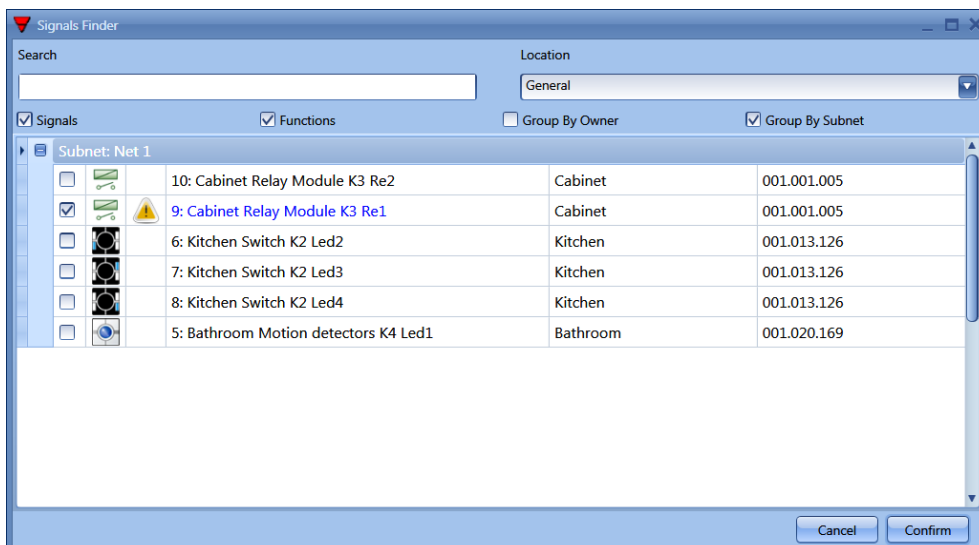 Signals Finder
Search Location
General
Signals Functions Group By Owner Group By Subnet
Subnet: Net 1
10: Cabinet Relay Module K3 Re2 Cabinet 001.001.005
9: Cabinet Relay Module K3 Re1 Cabinet 001.001.005
6: Kitchen Switch K2 Led2 Kitchen 001.013.126
7: Kitchen Switch K2 Led3 Kitchen 001.013.126
8: Kitchen Switch K2 Led4 Kitchen 001.013.126
5: Bathroom Motion detectors K4 Led1 Bathroom 001.020.169
Cancel Confirm